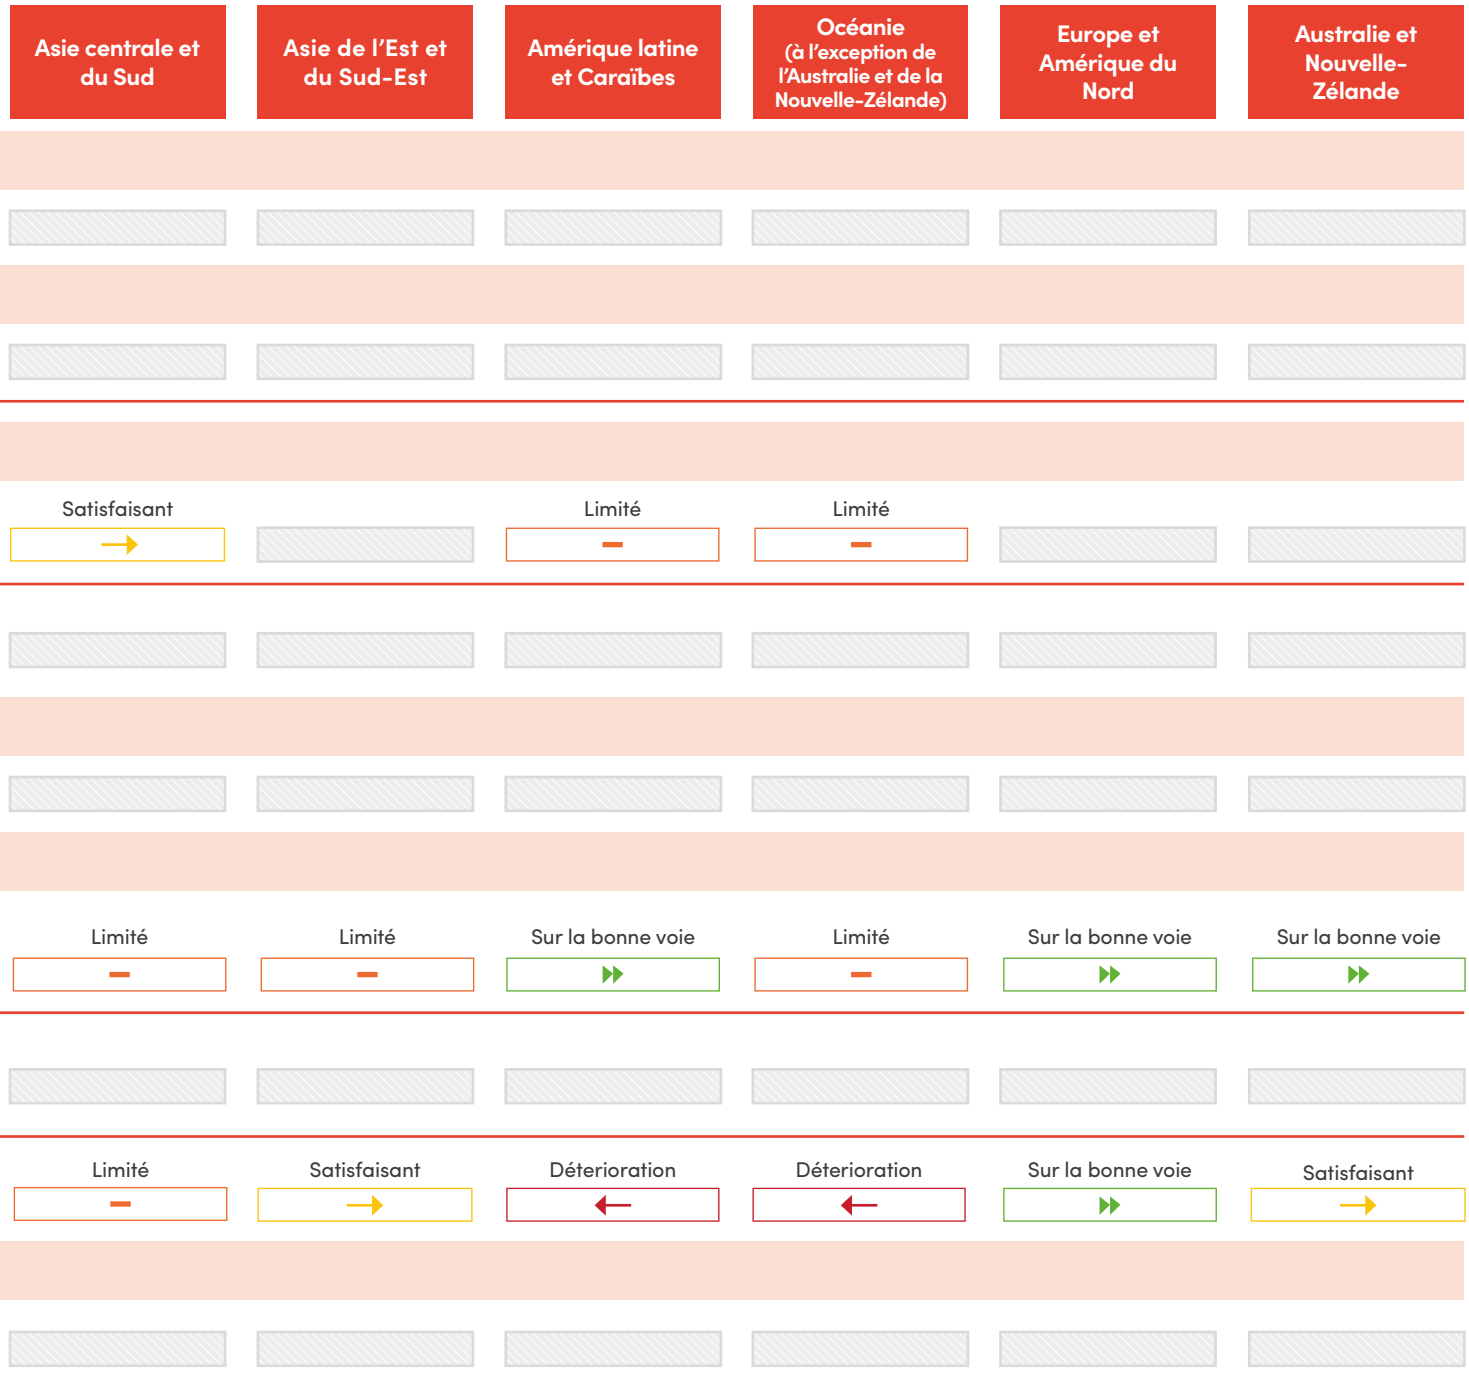 Asie centrale et
du Sud
Asie de l'Est et
du Sud-Est
Amérique latine
et Caraïbes
Océanie
(à l'exception de
l'Australie et de la
Nouvelle-Zélande)
Europe et
Amérique du
Nord
Australie et
Nouvelle-
Zélande
Satisfaisant
Limité
Limité
Limité
Limité
Sur la bonne voie
Limité
Sur la bonne voie
Sur la bonne voie
Limité
Satisfaisant
Déterioration
Déterioration
Sur la bonne voie
Satisfaisant